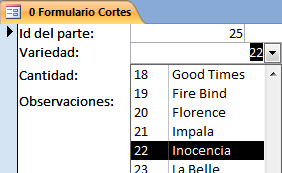 0 Formulario Cortes
Id del parte: 25
Variedad: 22
Cantidad: 18 Good Times
19 Fire Bind
Observaciones: 20 Florence
21 Impala
22 Inocencia
23 La Belle